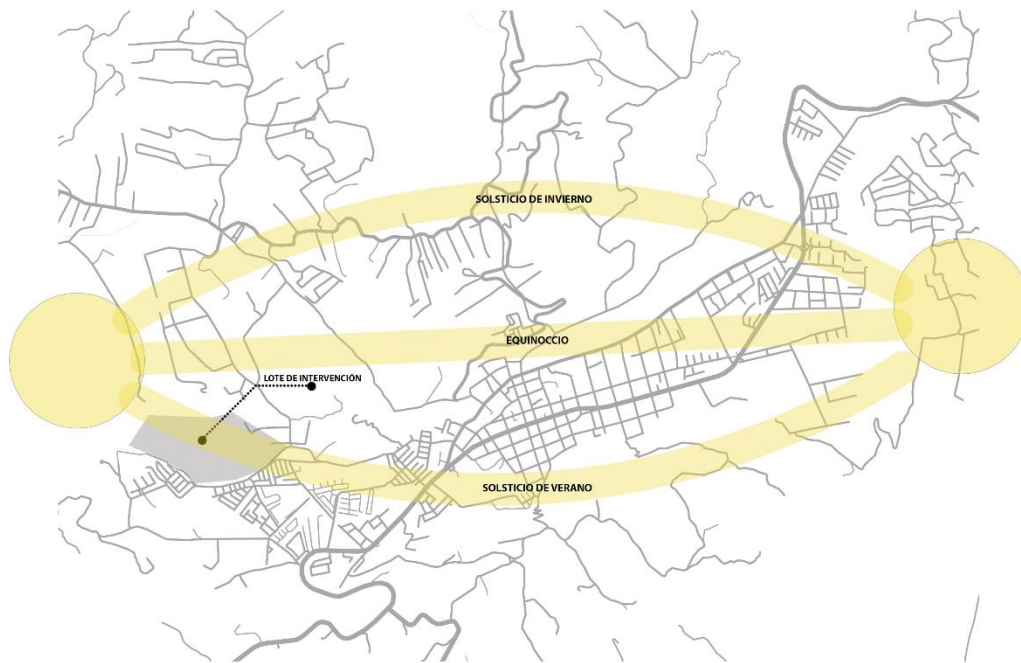 SOLSTICIO DE INVIERNO
EQUINOCCIO
LOTE DE INTERVENCIÓN
SOLSTICIO DE VERANO